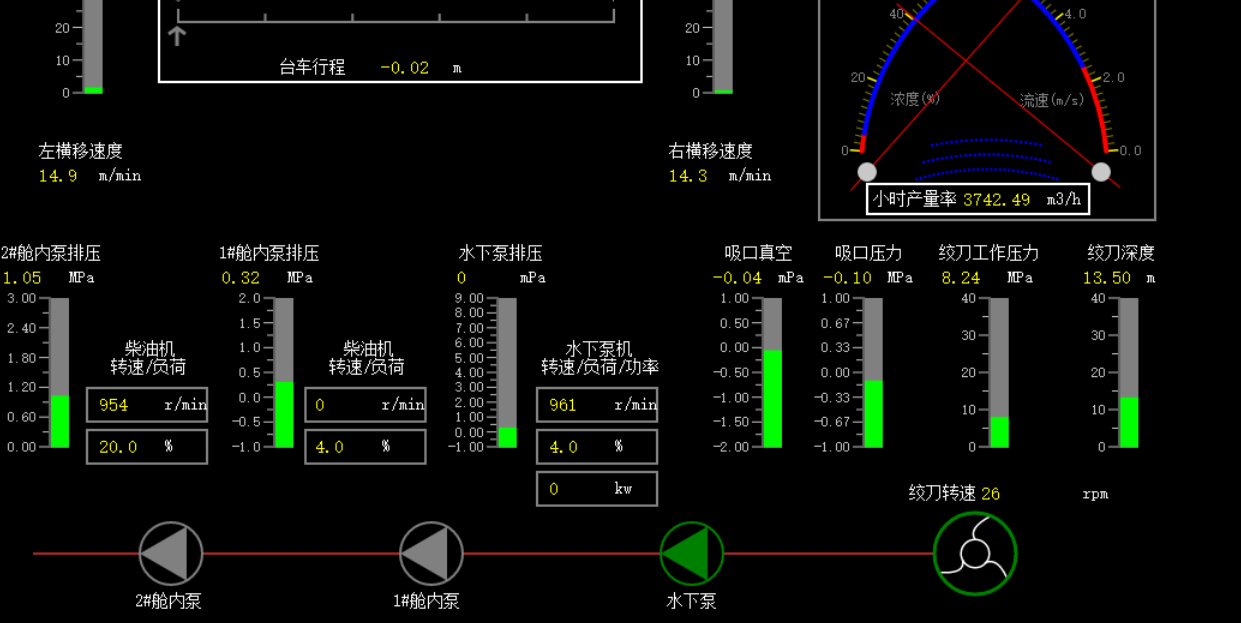 20
10
0
台车行程 -0.02 m
20
10
0
40
20
0
4.0
2.0
0.0
浓度(%)
流速(m/s)
小时产量率 3742.49 m3/h
左横移速度
14.9 m/min
右横移速度
14.3 m/min
2#舱内泵排压
1.05 MPa
3.00
2.40
1.80
1.20
0.60
0.00
柴油机
转速/负荷
954 r/min
20.0 %
1#舱内泵排压
0.32 MPa
2.0
1.5
1.0
0.5
0.0
-0.5
-1.0
柴油机
转速/负荷
0 r/min
4.0 %
水下泵排压
0 mPa
9.00
8.00
7.00
6.00
5.00
4.00
3.00
2.00
1.00
0.00
-1.00
水下泵机
转速/负荷/功率
961 r/min
4.0 %
0 kw
吸口真空
-0.04 mPa
1.00
0.50
0.00
-0.50
-1.00
-1.50
-2.00
吸口压力
-0.10 MPa
1.00
0.67
0.33
0.00
-0.33
-0.67
-1.00
绞刀工作压力
8.24 MPa
40
30
20
10
0
绞刀深度
13.50 m
40
30
20
10
0
绞刀转速 26 rpm
2#舱内泵
1#舱内泵
水下泵